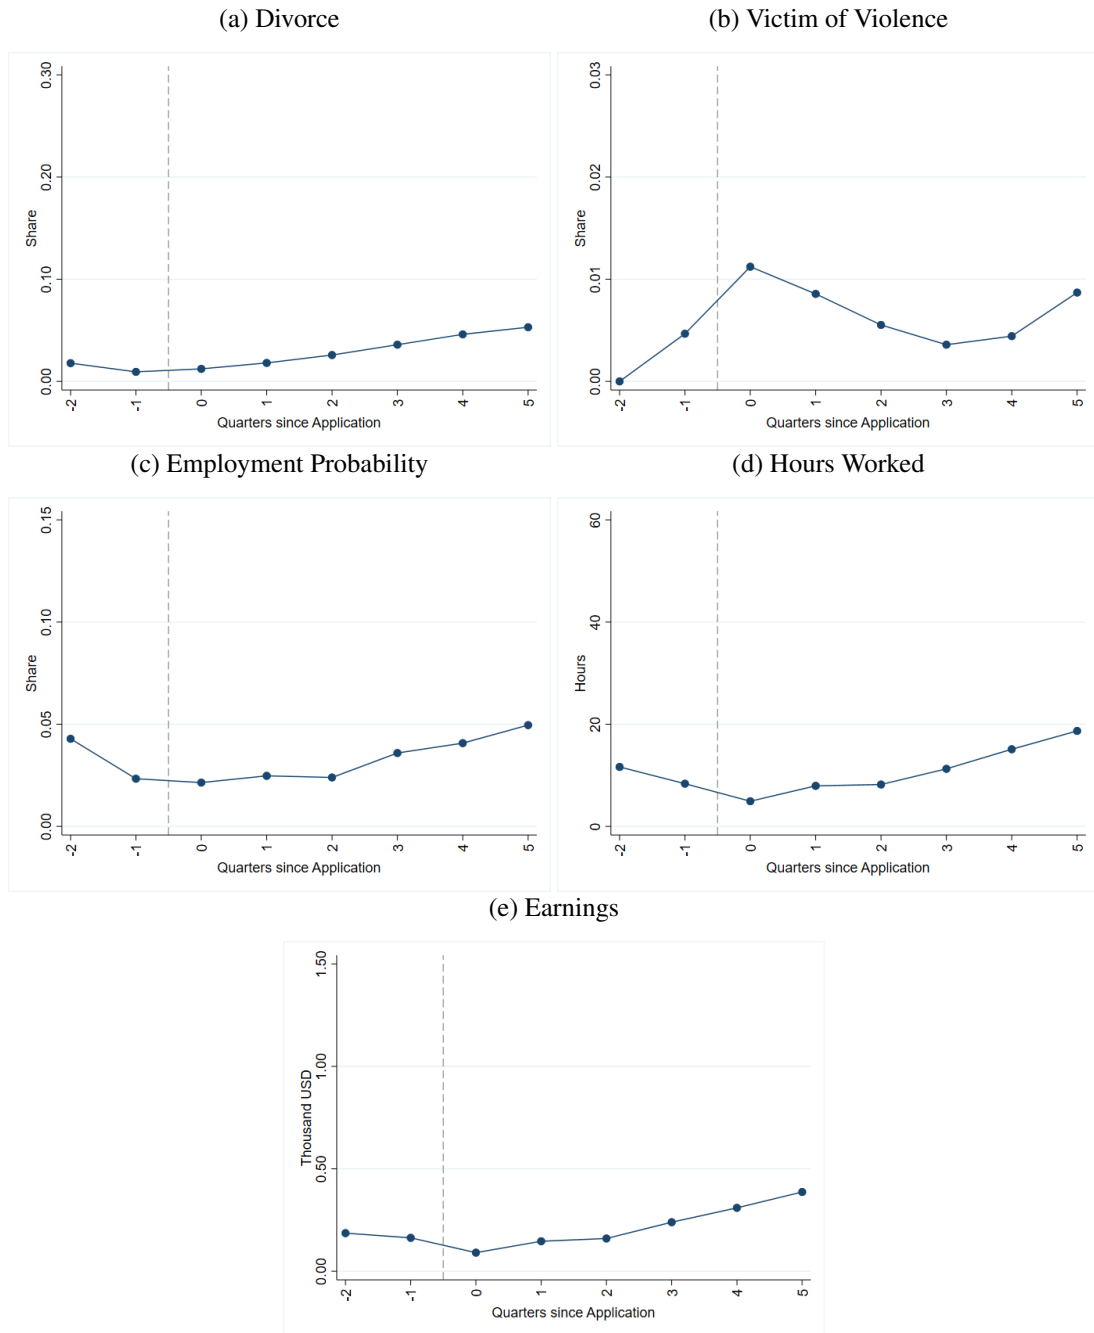 (a) Divorce
(b) Victim of Violence
0.30
0.20
0.10
0.00
Share
-2 -1 0 1 2 3 4 5
Quarters since Application
0.03
0.02
0.01
0.00
Share
-2 -1 0 1 2 3 4 5
Quarters since Application
(c) Employment Probability
(d) Hours Worked
0.15
0.10
0.05
0.00
Share
-2 -1 0 1 2 3 4 5
Quarters since Application
60
40
20
0
Hours
-2 -1 0 1 2 3 4 5
Quarters since Application
(e) Earnings
1.50
1.00
0.50
0.00
Thousand USD
-2 -1 0 1 2 3 4 5
Quarters since Application